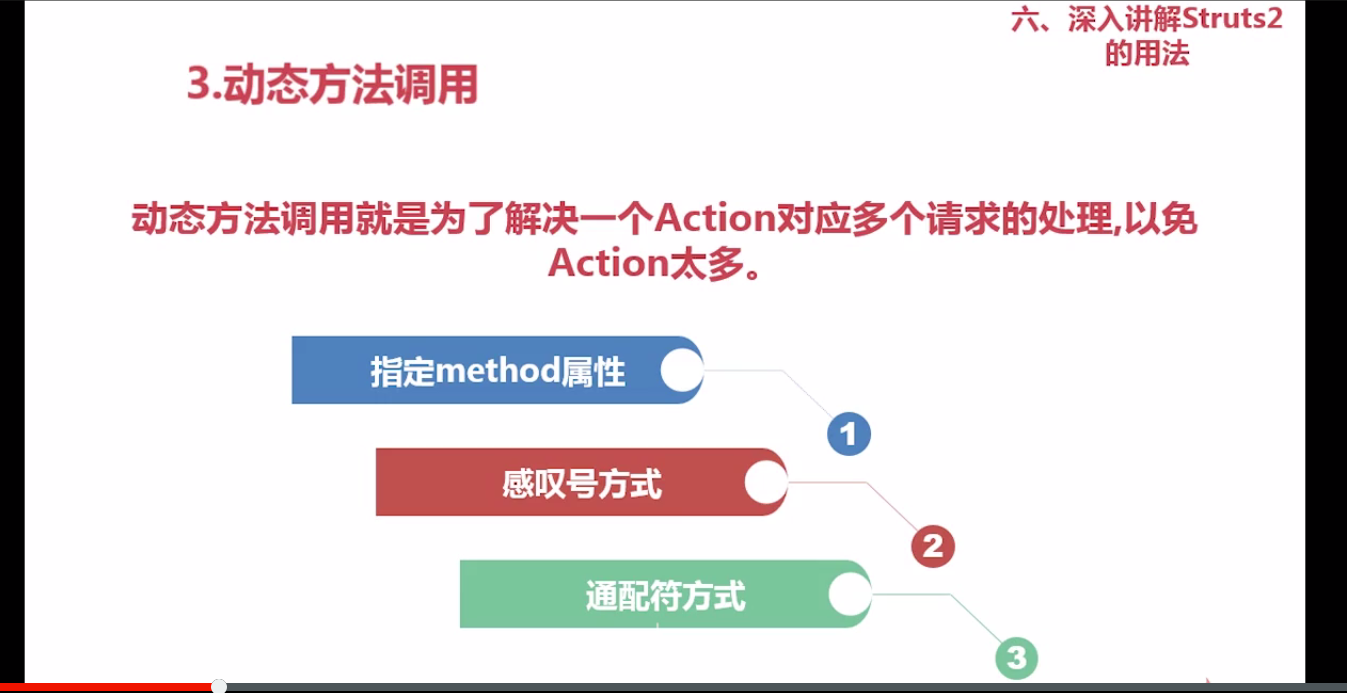 六、深入讲解Struts2
的用法
3.动态方法调用
动态方法调用就是为了解决一个Action对应多个请求的处理,以免
Action太多。
指定method属性
1
感叹号方式
2
通配符方式
3